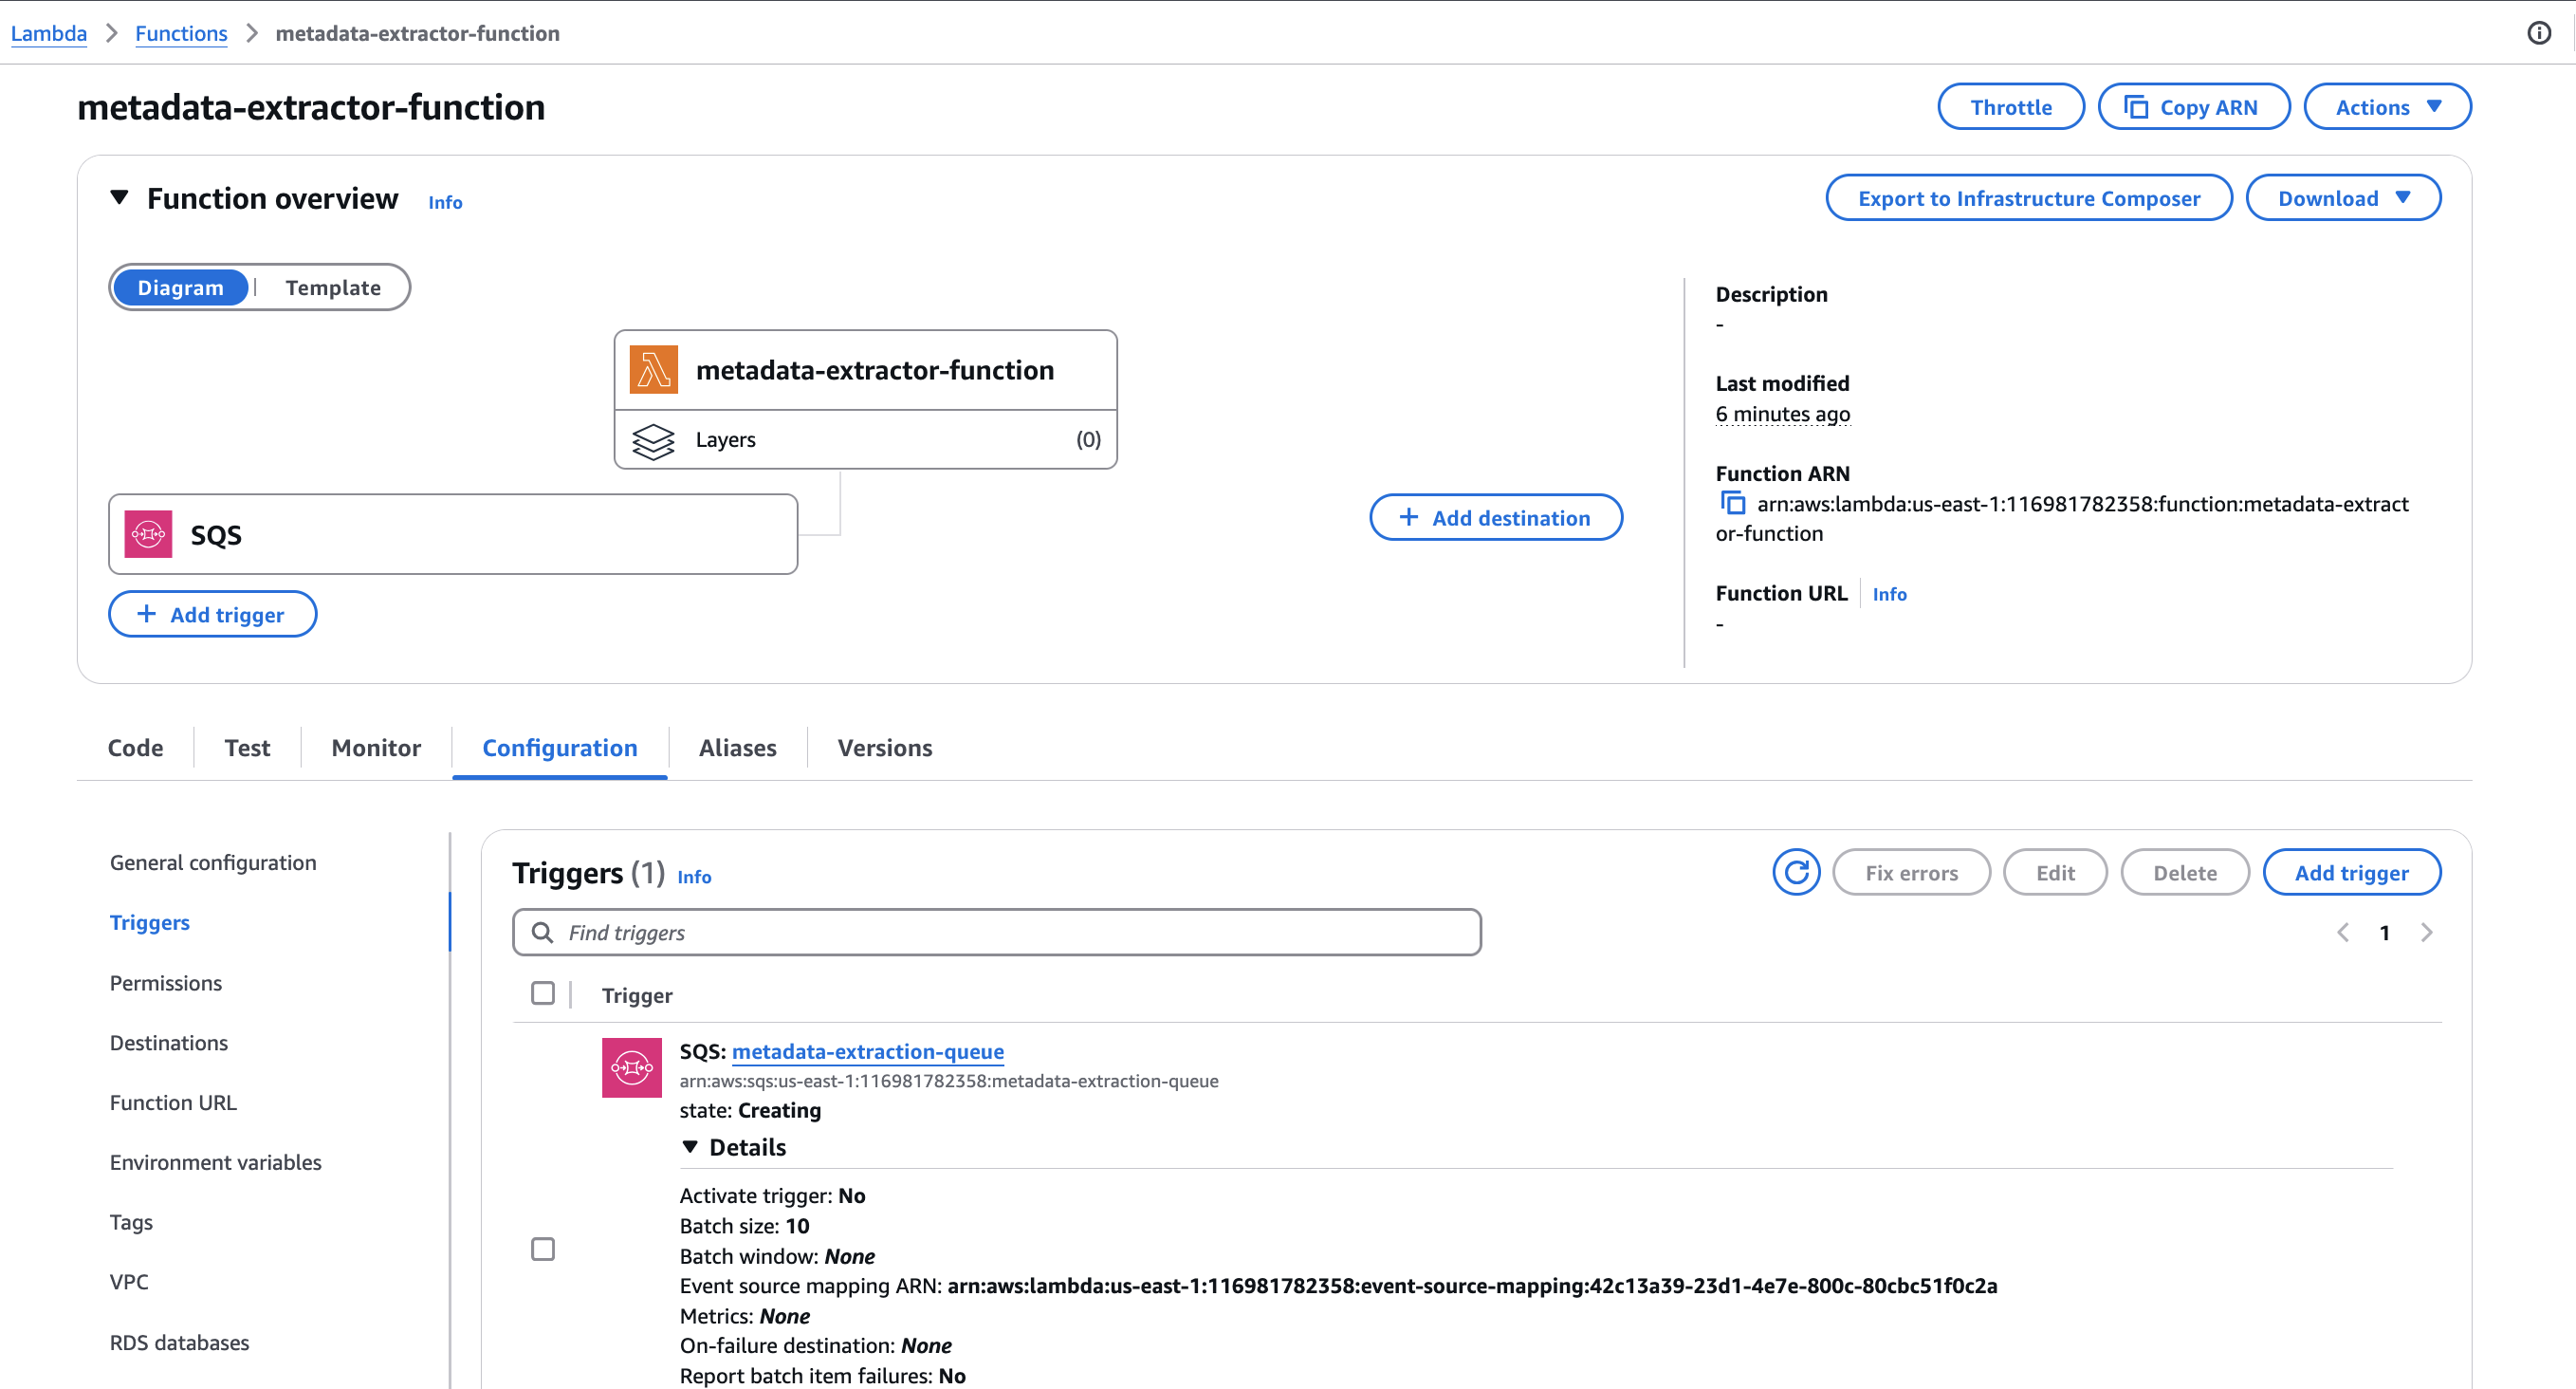 Lambda > Functions > metadata-extractor-function
metadata-extractor-function
Throttle Copy ARN Actions
Function overview Info
Export to Infrastructure Composer Download
Diagram Template
metadata-extractor-function
Layers (0)
SQS
+ Add trigger
+ Add destination
Description
-
Last modified
6 minutes ago
Function ARN
arn:aws:lambda:us-east-1:116981782358:function:metadata-extract
or-function
Function URL Info
-
Code Test Monitor Configuration Aliases Versions
General configuration
Triggers
Permissions
Destinations
Function URL
Environment variables
Tags
VPC
RDS databases
Triggers (1) Info
Fix errors Edit Delete Add trigger
Find triggers
1
Trigger
SQS: metadata-extraction-queue
arn:aws:sqs:us-east-1:116981782358:metadata-extraction-queue
state: Creating
Details
Activate trigger: No
Batch size: 10
Batch window: None
Event source mapping ARN: arn:aws:lambda:us-east-1:116981782358:event-source-mapping:42c13a39-23d1-4e7e-800c-80cbc51f0c2a
Metrics: None
On-failure destination: None
Report batch item failures: No